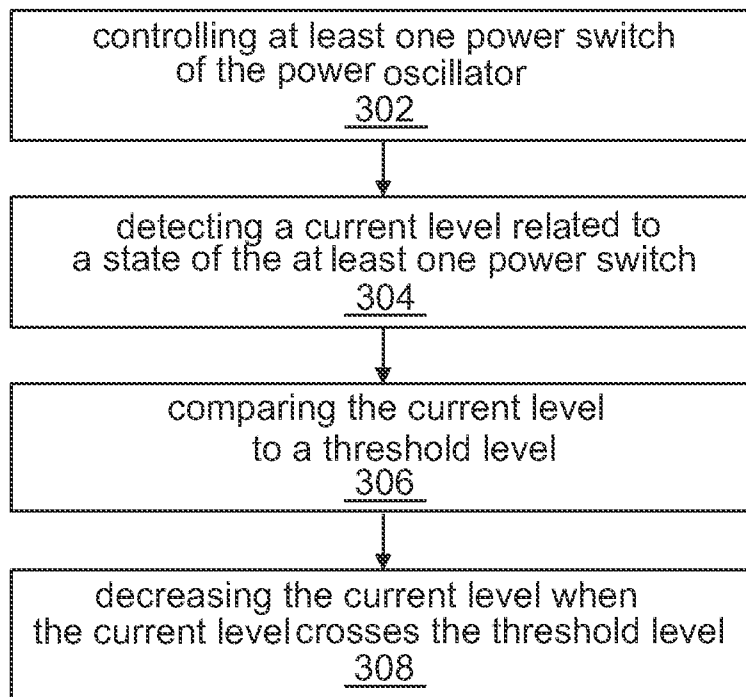 controlling at least one power switch
of the power oscillator
302
detecting a current level related to
a state of the at least one power switch
304
comparing the current level
to a threshold level
306
decreasing the current level when
the current level crosses the threshold level
308